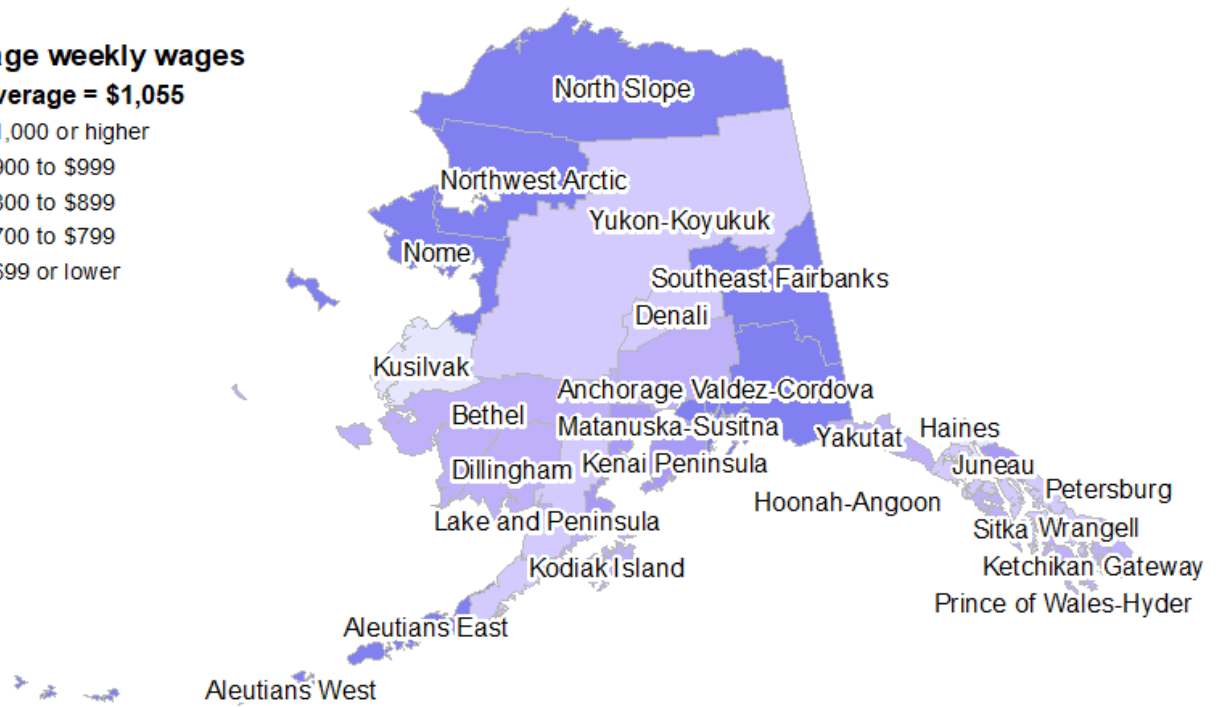 age weekly wages
verage = $1,055
,000 or higher
900 to $999
800 to $899
700 to $799
699 or lower
North Slope
Northwest Arctic
Yukon-Koyukuk
Nome
Southeast Fairbanks
Denali
Kusilvak
Anchorage Valdez-Cordova
Bethel
Matanuska-Susitna
Yakutat
Haines
Dillingham
Kenai Peninsula
Juneau
Petersburg
Hoonah-Angoon
Lake and Peninsula
Sitka
Wrangell
Kodiak Island
Ketchikan Gateway
Prince of Wales-Hyder
Aleutians East
Aleutians West